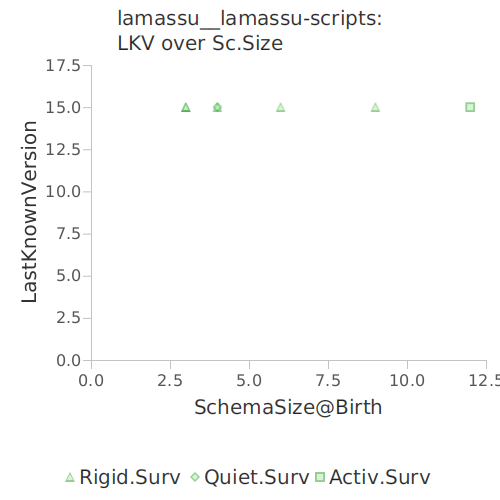 lamassu__lamassu-scripts:
LKV over Sc.Size
17.5
15.0
12.5
10.0
7.5
5.0
2.5
0.0
LastKnownVersion
0.0 2.5 5.0 7.5 10.0 12.5
SchemaSize@Birth
Rigid.Surv Quiet.Surv Activ.Surv